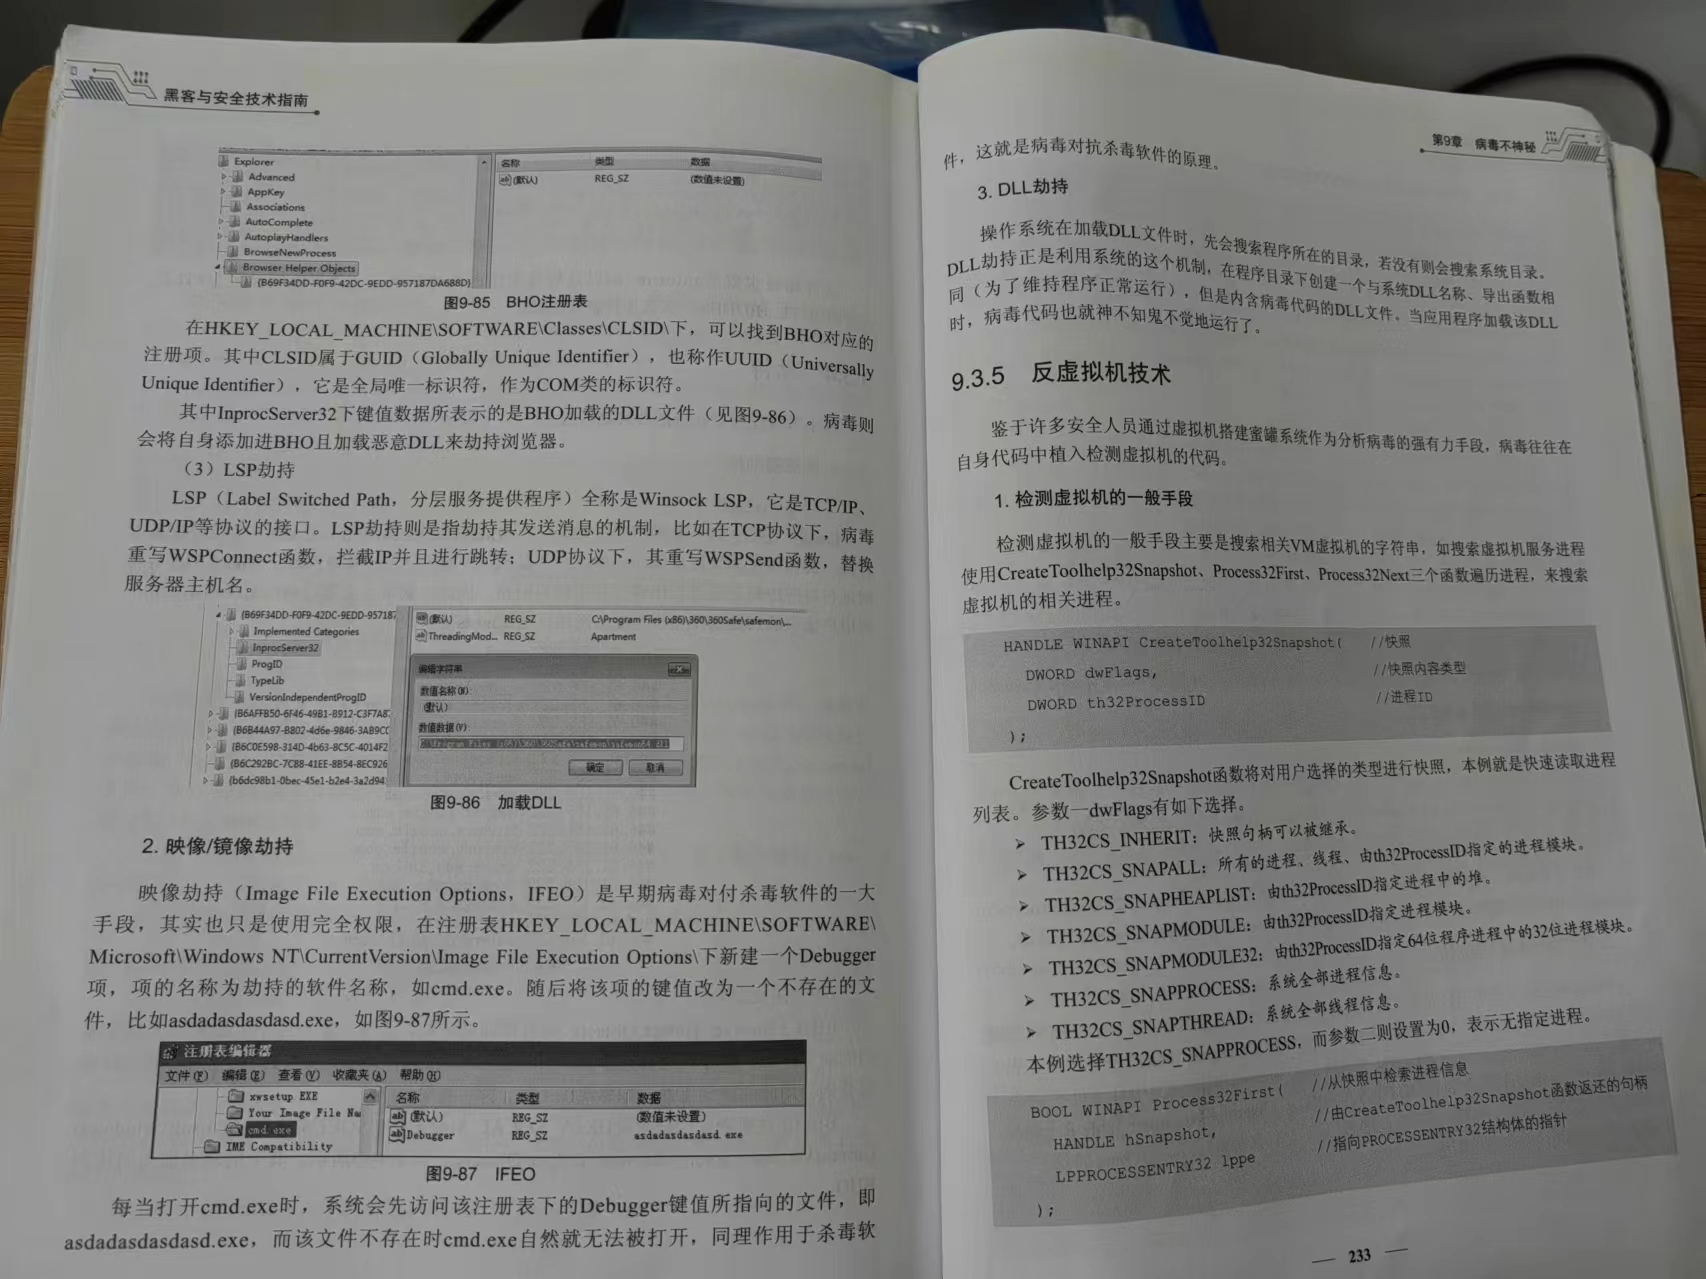 黑客与安全技术指南
Explorer
Advanced
AppKey
Associations
AutoComplete
AutoplayHandlers
BrowseNewProcess
Browser Helper Objects
{B69F34DD-F0F9-42DC-9EDD-957187DA688D}
名称 类型 数据
(默认) REG_SZ (数值未设置)
图9-85 BHO注册表
在HKEY_LOCAL_MACHINE\SOFTWARE\Classes\CLSID\下，可以找到BHO对应的
注册项。其中CLSID属于GUID（Globally Unique Identifier），也称作UUID（Universally
Unique Identifier），它是全局唯一标识符，作为COM类的标识符。
其中InprocServer32下键值数据所表示的是BHO加载的DLL文件（见图9-86）。病毒则
会将自身添加进BHO且加载恶意DLL来劫持浏览器。
（3）LSP劫持
LSP（Label Switched Path，分层服务提供程序）全称是Winsock LSP，它是TCP/IP、
UDP/IP等协议的接口。LSP劫持则是指劫持其发送消息的机制，比如在TCP协议下，病毒
重写WSPConnect函数，拦截IP并且进行跳转；UDP协议下，其重写WSPSend函数，替换
服务器主机名。
{B69F34DD-F0F9-42DC-9EDD-957187
Implemented Categories
InprocServer32
ProgID
TypeLib
VersionIndependentProgID
{B6AFFB50-6F46-49B1-B912-C3F7A8
{B6B44A97-B802-4d6e-9846-3AB9CC
{B6C0E598-314D-4b63-8C5C-4014F2
{B6C292BC-7C88-41EE-8B54-8EC926
{b6dc98b1-0bec-45e1-b2e4-3a2d94
(默认) REG_SZ C:\Program Files (x86)\360\360Safe\safemon\...
ThreadingMod... REG_SZ Apartment
编辑字符串
数值名称(N):
(默认)
数值数据(V):
C:\Program Files (x86)\360\360Safe\safemon\safemon64.dll
确定 取消
图9-86 加载DLL
2. 映像/镜像劫持
映像劫持（Image File Execution Options，IFEO）是早期病毒对付杀毒软件的一大
手段，其实也只是使用完全权限，在注册表HKEY_LOCAL_MACHINE\SOFTWARE\
Microsoft\Windows NT\CurrentVersion\Image File Execution Options\下新建一个Debugger
项，项的名称为劫持的软件名称，如cmd.exe。随后将该项的键值改为一个不存在的文
件，比如asdadasdasdasd.exe，如图9-87所示。
注册表编辑器
文件(F) 编辑(E) 查看(V) 收藏夹(A) 帮助(H)
xwsetup.EXE
Your Image File Na
cmd.exe
IME Compatibility
名称 类型 数据
(默认) REG_SZ (数值未设置)
Debugger REG_SZ asdadasdasdasd.exe
图9-87 IFEO
每当打开cmd.exe时，系统会先访问该注册表下的Debugger键值所指向的文件，即
asdadasdasdasd.exe，而该文件不存在时cmd.exe自然就无法被打开，同理作用于杀毒软
第9章 病毒不神秘
件，这就是病毒对抗杀毒软件的原理。
3. DLL劫持
操作系统在加载DLL文件时，先会搜索程序所在的目录，若没有则会搜索系统目录。
DLL劫持正是利用系统的这个机制，在程序目录下创建一个与系统DLL名称、导出函数相
同（为了维持程序正常运行），但是内含病毒代码的DLL文件。当应用程序加载该DLL
时，病毒代码也就神不知鬼不觉地运行了。
9.3.5 反虚拟机技术
鉴于许多安全人员通过虚拟机搭建蜜罐系统作为分析病毒的强有力手段，病毒往往在
自身代码中植入检测虚拟机的代码。
1. 检测虚拟机的一般手段
检测虚拟机的一般手段主要是搜索相关VM虚拟机的字符串，如搜索虚拟机服务进程
使用CreateToolhelp32Snapshot、Process32First、Process32Next三个函数遍历进程，来搜索
虚拟机的相关进程。
HANDLE WINAPI CreateToolhelp32Snapshot( //快照
DWORD dwFlags, //快照内容类型
DWORD th32ProcessID //进程ID
);
CreateToolhelp32Snapshot函数将对用户选择的类型进行快照，本例就是快速读取进程
列表。参数一dwFlags有如下选择。
➢ TH32CS_INHERIT：快照句柄可以被继承。
➢ TH32CS_SNAPALL：所有的进程、线程、由th32ProcessID指定的进程模块。
➢ TH32CS_SNAPHEAPLIST：由th32ProcessID指定进程中的堆。
➢ TH32CS_SNAPMODULE：由th32ProcessID指定进程模块。
➢ TH32CS_SNAPMODULE32：由th32ProcessID指定64位程序进程中的32位进程模块。
➢ TH32CS_SNAPPROCESS：系统全部进程信息。
➢ TH32CS_SNAPTHREAD：系统全部线程信息。
本例选择TH32CS_SNAPPROCESS，而参数二则设置为0，表示无指定进程。
BOOL WINAPI Process32First( //从快照中检索进程信息
HANDLE hSnapshot, //由CreateToolhelp32Snapshot函数返还的句柄
LPPROCESSENTRY32 lppe //指向PROCESSENTRY32结构体的指针
);
233